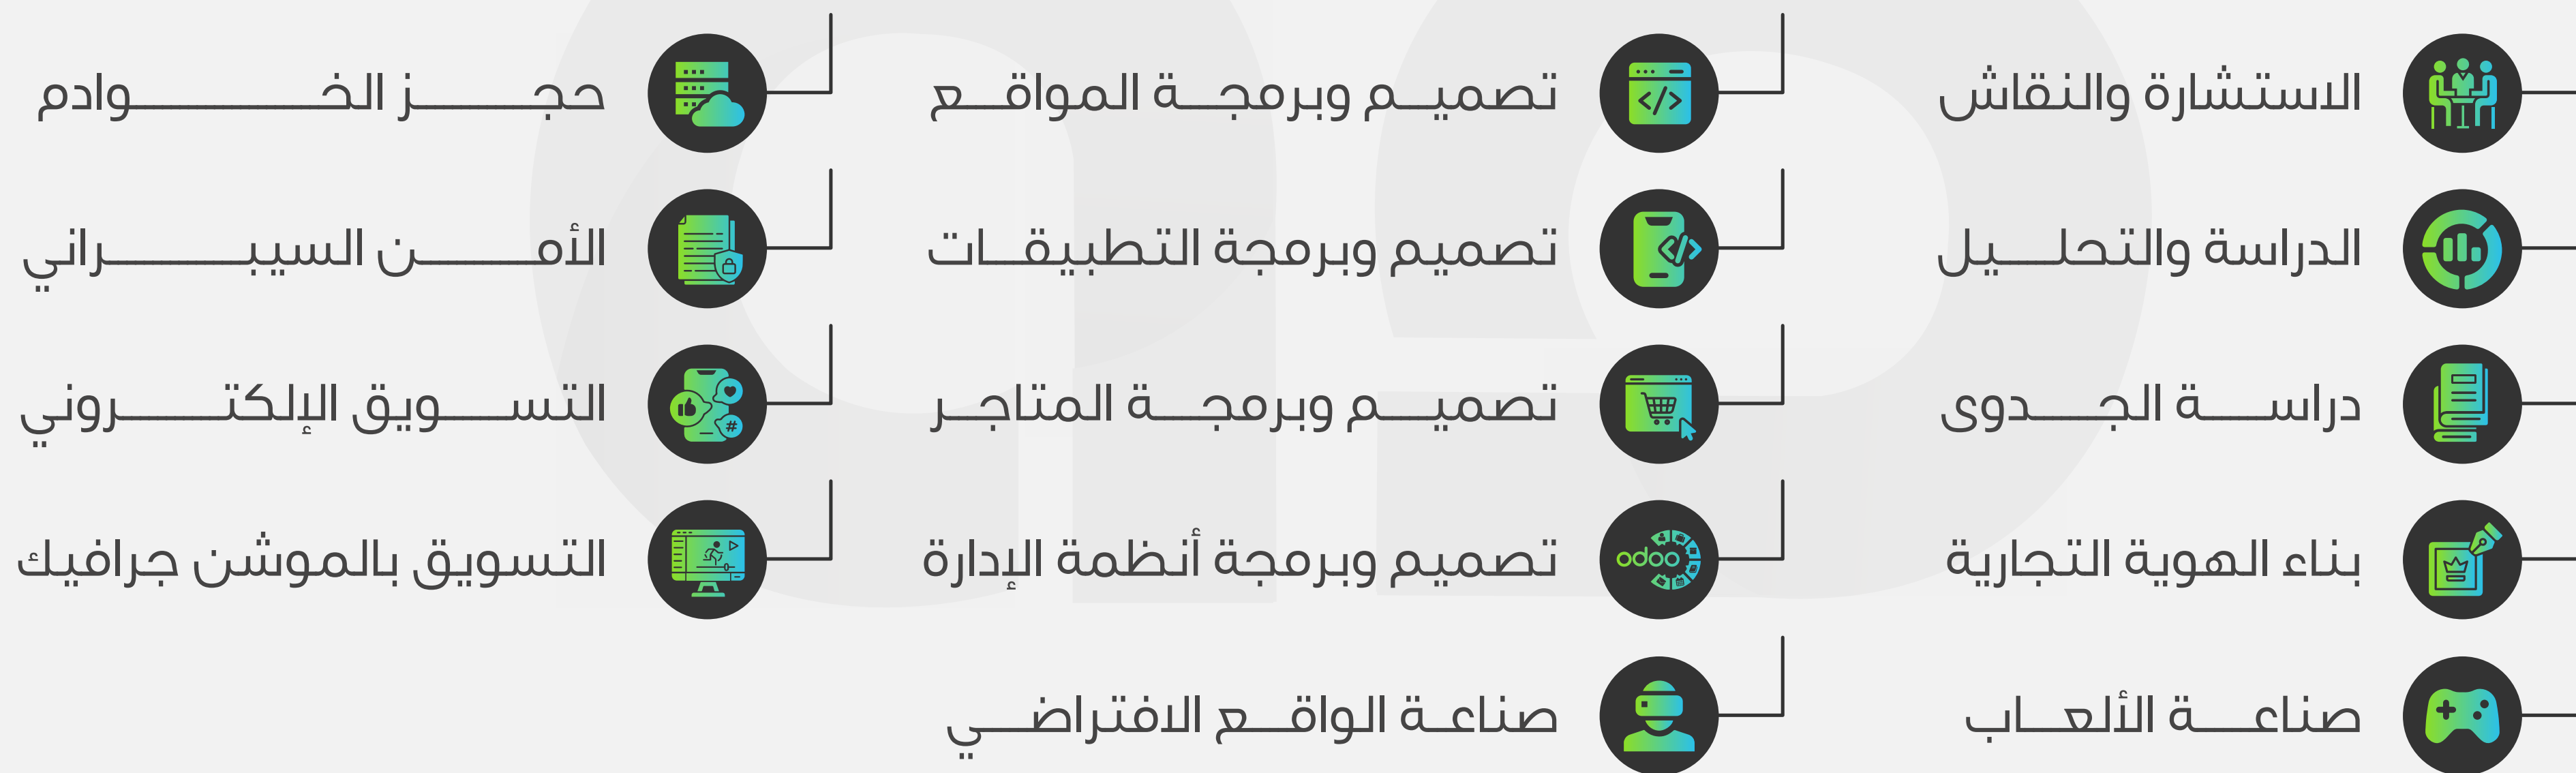 الاستشارة والنقاش
الدراسة والتحليل
دراسة الجدوى
بناء الهوية التجارية
صناعة الألعاب
تصميم وبرمجة المواقع
تصميم وبرمجة التطبيقات
تصميم وبرمجة المتاجر
odoo
تصميم وبرمجة أنظمة الإدارة
صناعة الواقع الافتراضي
حجز الخوادم
الأمن السيبراني
التسويق الإلكتروني
التسويق بالموشن جرافيك